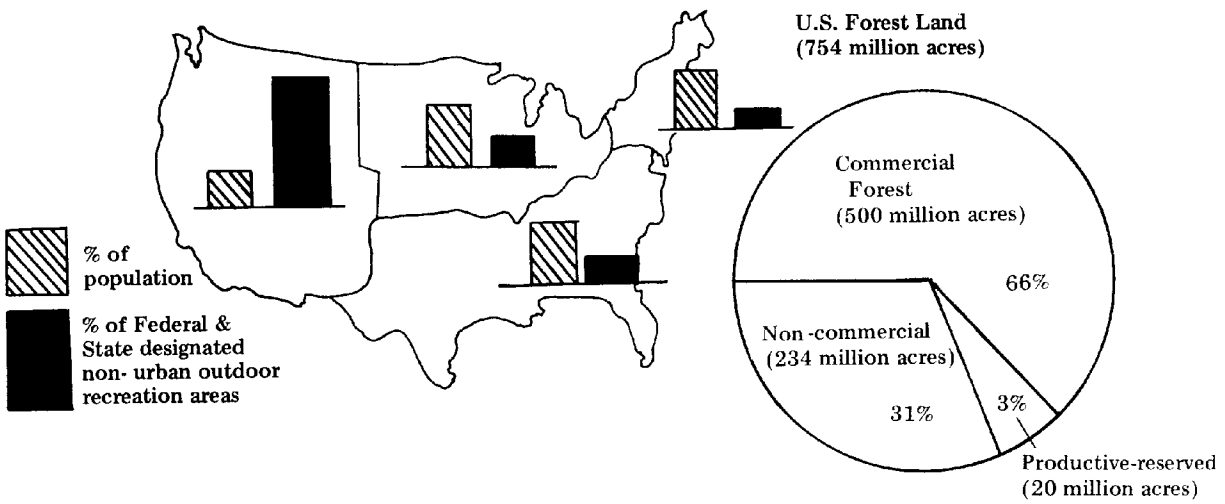 U.S. Forest Land
(754 million acres)
Commercial
Forest
(500 million acres)
66%
Non-commercial
(234 million acres)
31%
3%
Productive-reserved
(20 million acres)
% of
population
% of Federal &
State designated
non-urban outdoor
recreation areas